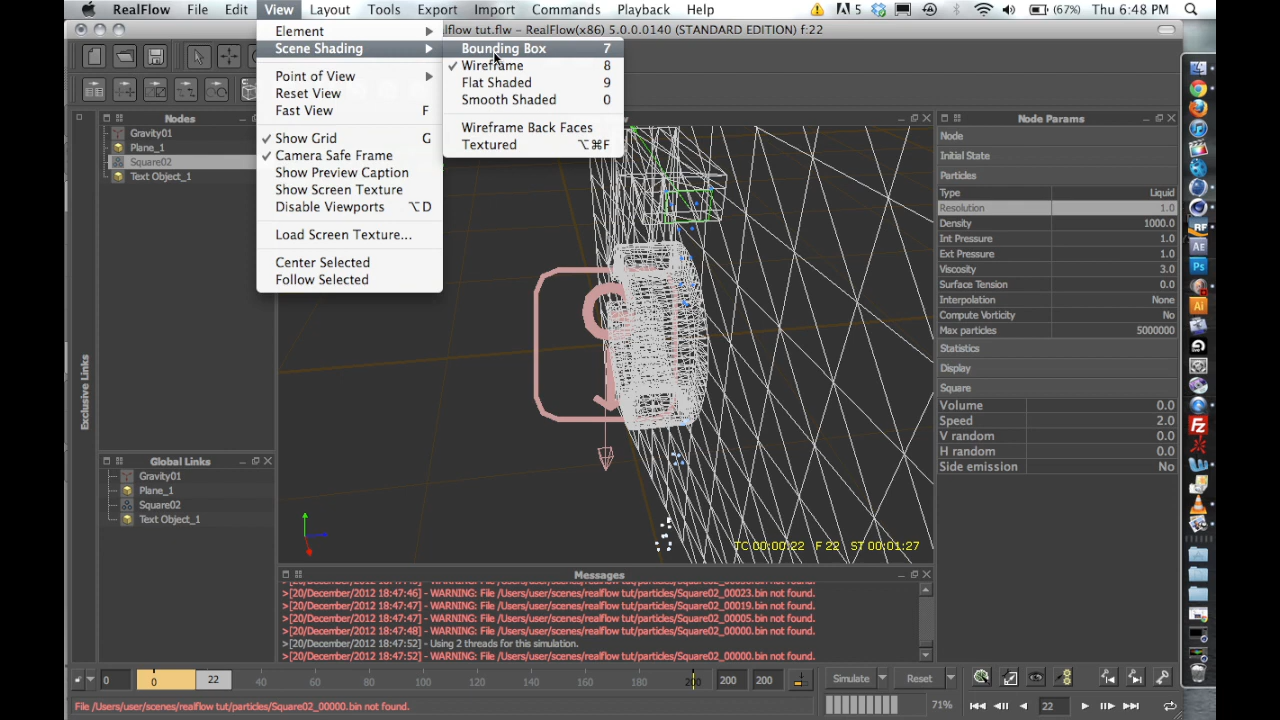 RealFlow File Edit View Layout Tools Export Import Commands Playback Help 5 (67%) Thu 6:48 PM
alflow tut.flw - RealFlow(x86) 5.0.0.0140 (STANDARD EDITION) f:22
Element
Scene Shading
Point of View
Reset View
Fast View F
Show Grid G
Camera Safe Frame
Show Preview Caption
Show Screen Texture
Disable Viewports ⌥D
Load Screen Texture...
Center Selected
Follow Selected
Bounding Box 7
Wireframe 8
Flat Shaded 9
Smooth Shaded 0
Wireframe Back Faces
Textured ⌥⌘F
Nodes
Gravity01
Plane_1
Square02
Text Object_1
Exclusive Links
Global Links
Gravity01
Plane_1
Square02
Text Object_1
TC 00:00:22 F 22 ST 00:01:27
Node Params
Node
Initial State
Particles
Type Liquid
Resolution 1.0
Density 1000.0
Int Pressure 1.0
Ext Pressure 1.0
Viscosity 3.0
Surface Tension 0.0
Interpolation None
Compute Vorticity No
Max particles 5000000
Statistics
Display
Square
Volume 0.0
Speed 2.0
V random 0.0
H random 0.0
Side emission No
RF
AE
Ps
Ai
FZ
Messages
>[20/December/2012 18:47:46] - WARNING: File /Users/user/scenes/realflow tut/particles/Square02_00023.bin not found.
>[20/December/2012 18:47:47] - WARNING: File /Users/user/scenes/realflow tut/particles/Square02_00019.bin not found.
>[20/December/2012 18:47:47] - WARNING: File /Users/user/scenes/realflow tut/particles/Square02_00005.bin not found.
>[20/December/2012 18:47:48] - WARNING: File /Users/user/scenes/realflow tut/particles/Square02_00000.bin not found.
>[20/December/2012 18:47:52] - Using 2 threads for this simulation.
>[20/December/2012 18:47:52] - WARNING: File /Users/user/scenes/realflow tut/particles/Square02_00000.bin not found.
0 0 22 40 60 80 100 120 140 160 180 200 200 200 Simulate Reset
File /Users/user/scenes/realflow tut/particles/Square02_00000.bin not found. 71% 22